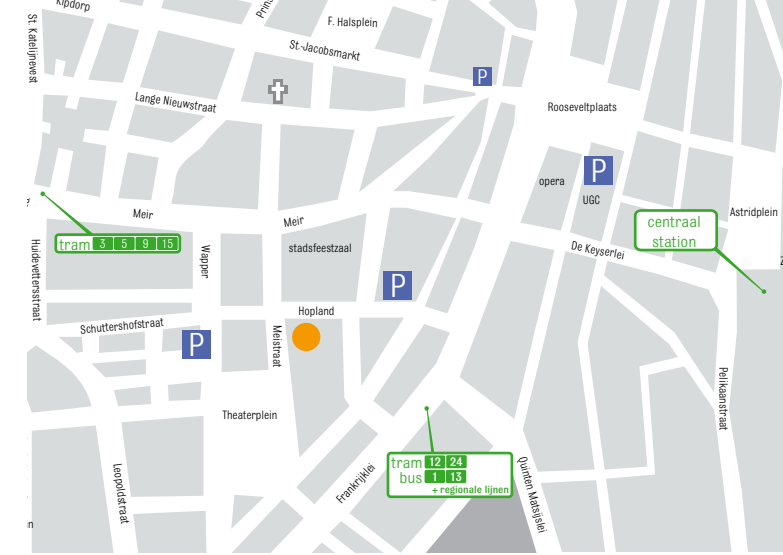 Kipdorp
St. Katelijnevest
F. Halsplein
St.-Jacobsmarkt
P
Lange Nieuwstraat
Rooseveltplaats
P
opera
UGC
Meir
Meir
centraal
station
Astridplein
tram 3 5 9 15
Huidevettersstraat
Wapper
stadsfeestzaal
De Keyserlei
P
Hopland
Schuttershofstraat
P
Meistraat
Pelikaanstraat
Theaterplein
tram 12 24
bus 1 13
+ regionale lijnen
Frankrijklei
Quinten Matsijslei
Leopoldstraat